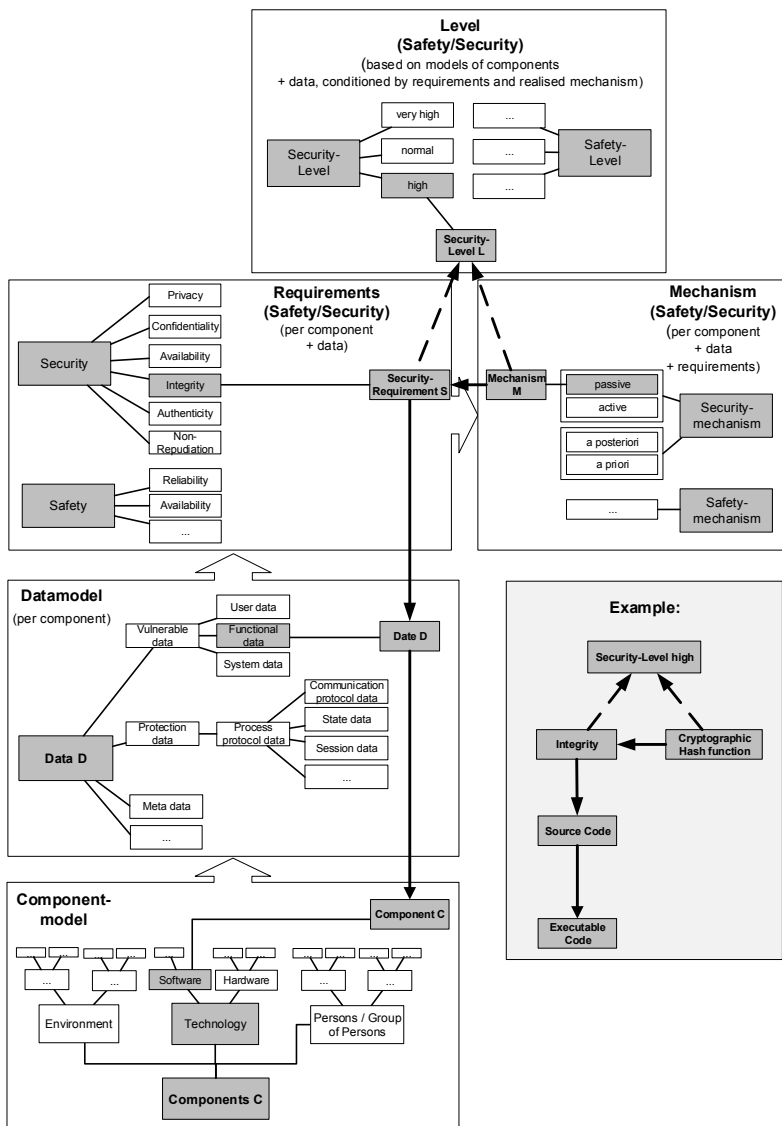 Level
(Safety/Security)
(based on models of components
+ data, conditioned by requirements and realised mechanism)
very high
...
Security-
Level
normal
...
Safety-
Level
high
...
Security-
Level L
Requirements
(Safety/Security)
(per component
+ data)
Privacy
Confidentiality
Security
Availability
Integrity
Authenticity
Non-
Repudiation
Security-
Requirement S
Safety
Reliability
Availability
...
Mechanism
(Safety/Security)
(per component
+ data
+ requirements)
Mechanism
M
passive
active
Security-
mechanism
a posteriori
a priori
...
Safety-
mechanism
Datamodel
(per component)
User data
Vulnerable
data
Functional
data
Date D
System data
Communication
protocol data
Protection
data
Process
protocol data
State data
Session data
...
Data D
Meta data
...
Example:
Security-Level high
Integrity
Cryptographic
Hash function
Source Code
Executable
Code
Component-
model
Component C
... ... ... ... ... ... ... ... ... ... ... ...
... ... Software Hardware ... ...
Environment
Technology
Persons / Group
of Persons
Components C